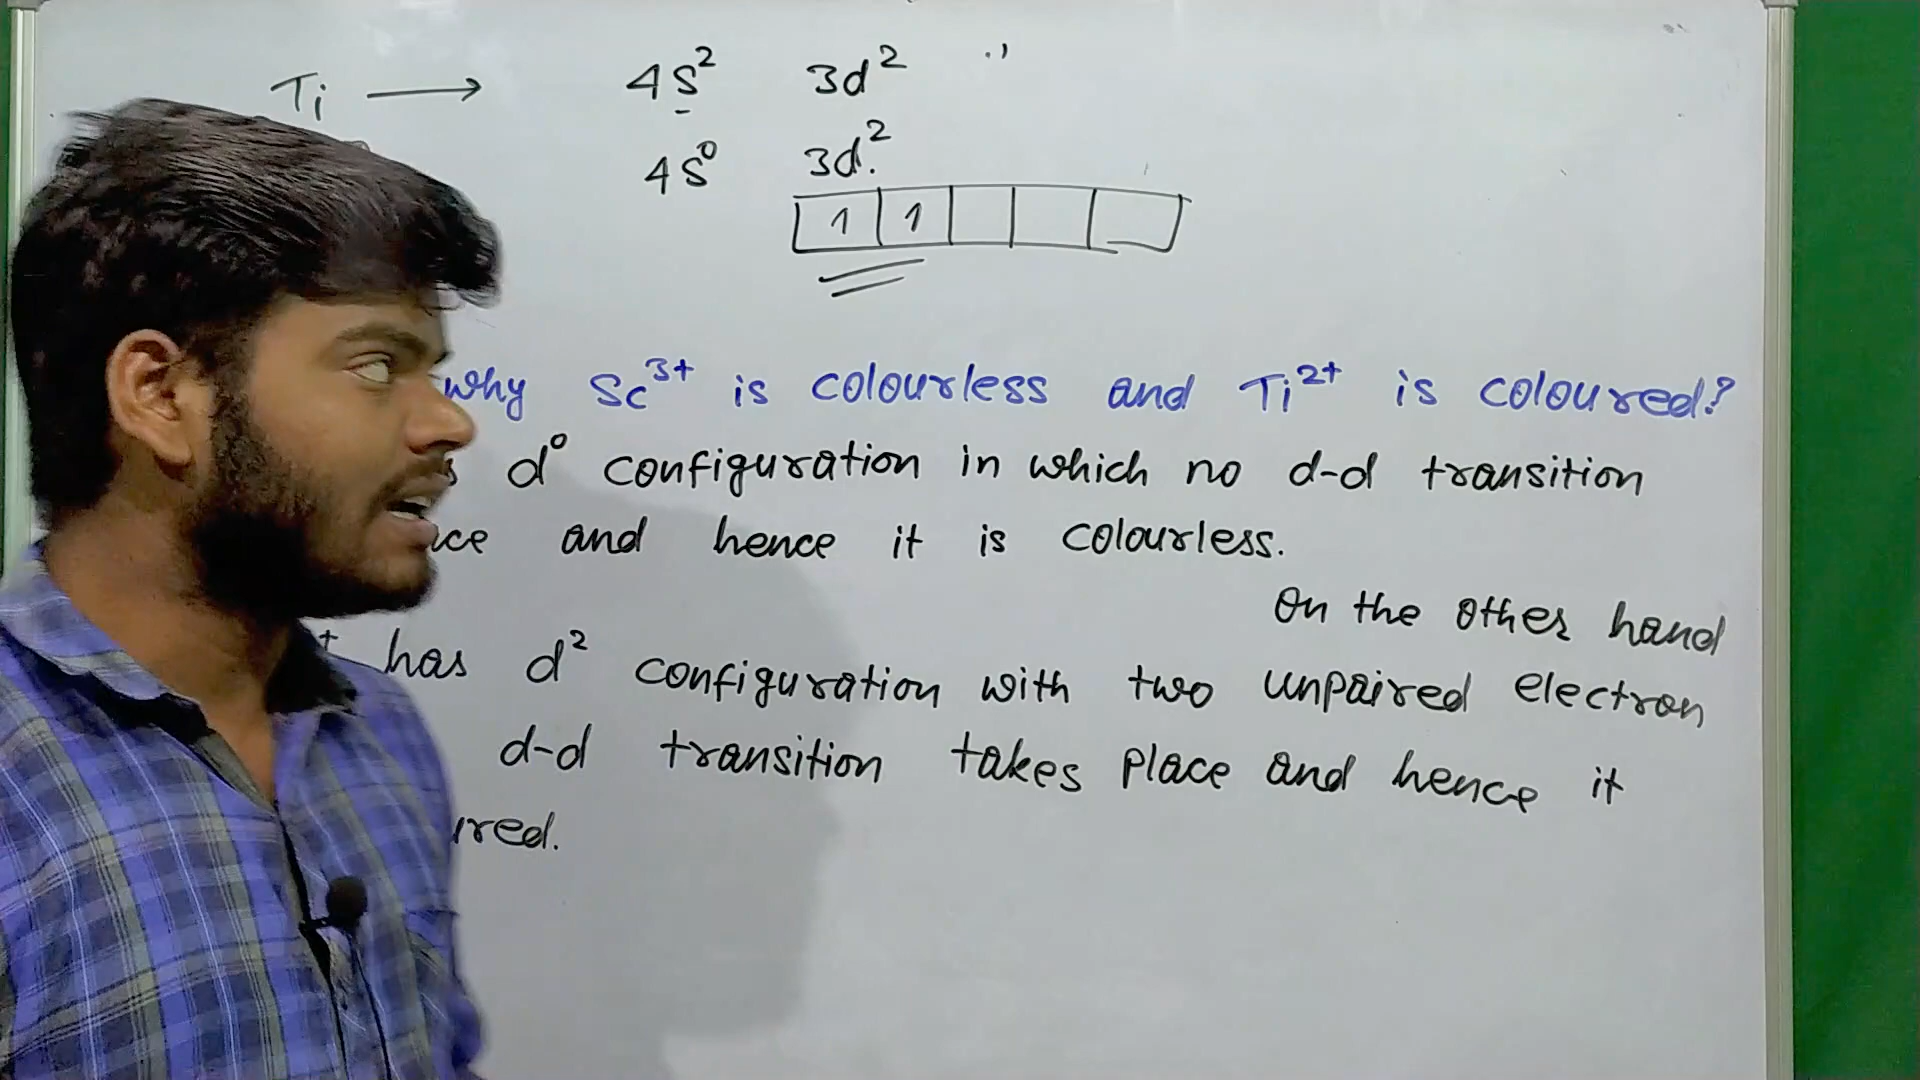 Ti → 4s² 3d²
4s⁰ 3d².
1 1
why Sc³⁺ is colourless and Ti²⁺ is coloured?
d⁰ configuration in which no d-d transition
and hence it is colourless.
On the other hand
has d² configuration with two unpaired electron
d-d transition takes place and hence it